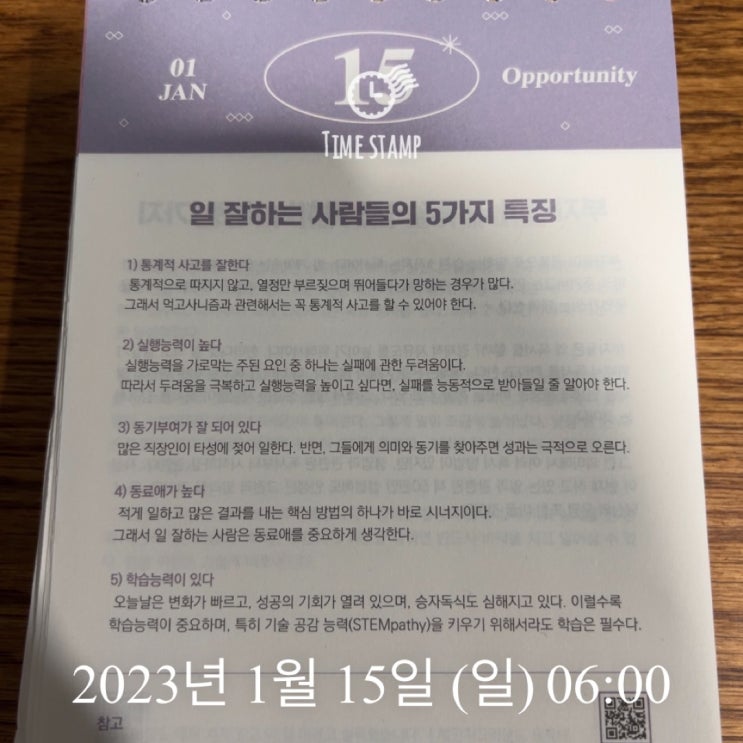 01
JAN
15
Opportunity
TIME STAMP
일 잘하는 사람들의 5가지 특징
1) 통계적 사고를 잘한다
통계적으로 따지지 않고, 열정만 부르짖으며 뛰어들다가 망하는 경우가 많다.
그래서 먹고사니즘과 관련해서는 꼭 통계적 사고를 할 수 있어야 한다.
2) 실행능력이 높다
실행능력을 가로막는 주된 요인 중 하나는 실패에 관한 두려움이다.
따라서 두려움을 극복하고 실행능력을 높이고 싶다면, 실패를 능동적으로 받아들일 줄 알아야 한다.
3) 동기부여가 잘 되어 있다
많은 직장인이 타성에 젖어 일한다. 반면, 그들에게 의미와 동기를 찾아주면 성과는 극적으로 오른다.
4) 동료애가 높다
적게 일하고 많은 결과를 내는 핵심 방법의 하나가 바로 시너지이다.
그래서 일 잘하는 사람은 동료애를 중요하게 생각한다.
5) 학습능력이 있다
오늘날은 변화가 빠르고, 성공의 기회가 열려 있으며, 승자독식도 심해지고 있다. 이럴수록
학습능력이 중요하며, 특히 기술 공감 능력(STEMpathy)을 키우기 위해서라도 학습은 필수다.
2023년 1월 15일 (일) 06:00
참고